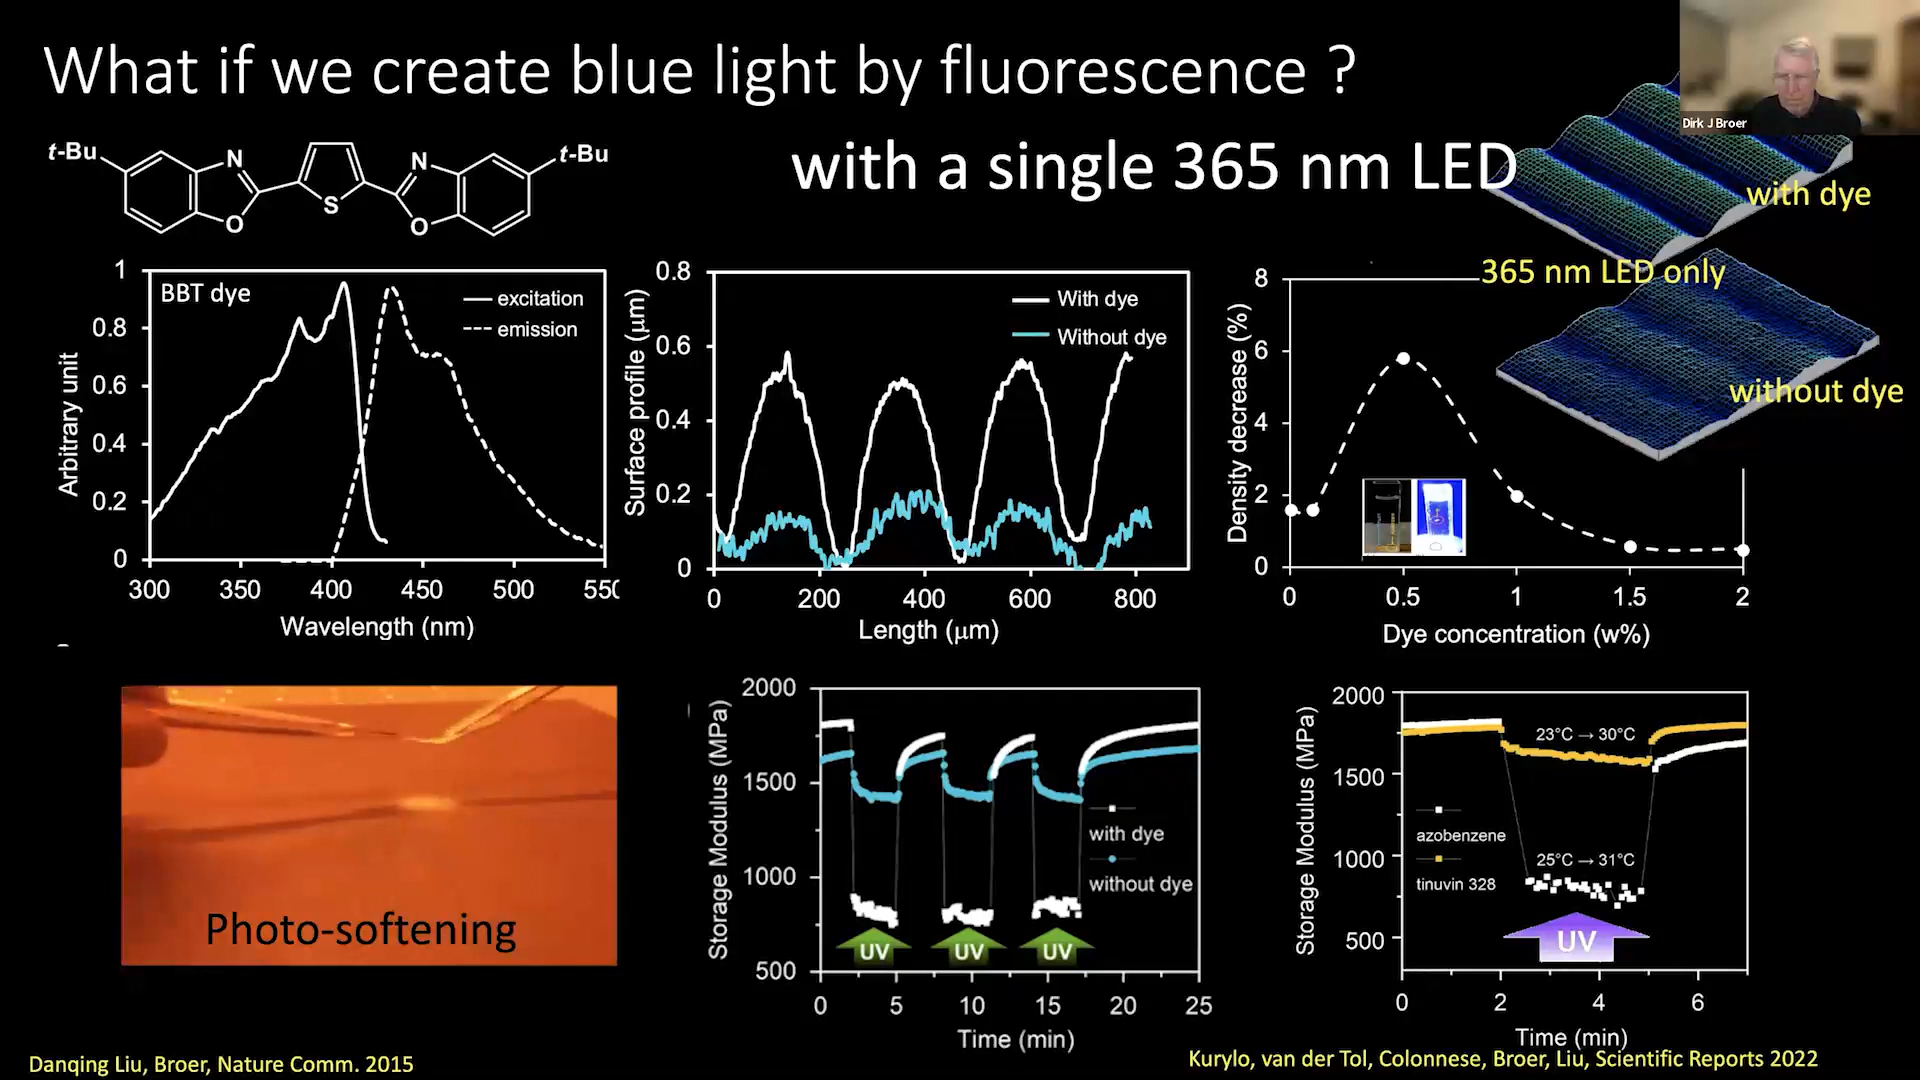 What if we create blue light by fluorescence ?
Dirk J Broer
with a single 365 nm LED
with dye
365 nm LED only
without dye
t-Bu
N
O
S
N
O
t-Bu
BBT dye
excitation
emission
Arbitrary unit
1
0.8
0.6
0.4
0.2
0
300 350 400 450 500 550
Wavelength (nm)
With dye
Without dye
Surface profile (μm)
0.8
0.6
0.4
0.2
0
0 200 400 600 800
Length (μm)
Density decrease (%)
8
6
4
2
0
0 0.5 1 1.5 2
Dye concentration (w%)
Photo-softening
Storage Modulus (MPa)
2000
1500
1000
500
with dye
without dye
UV UV UV
0 5 10 15 20 25
Time (min)
Storage Modulus (MPa)
2000
1500
1000
500
23°C → 30°C
azobenzene
25°C → 31°C
tinuvin 328
UV
0 2 4 6
Time (min)
Danqing Liu, Broer, Nature Comm. 2015
Kurylo, van der Tol, Colonnese, Broer, Liu, Scientific Reports 2022